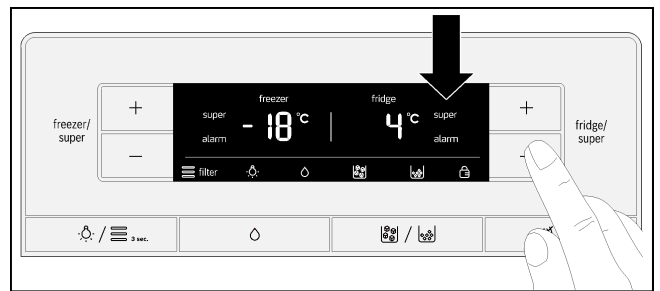 freezer/
super
+
−
freezer
super
alarm
- 18 °C
fridge
4 °C
super
alarm
filter
+
fridge/
super
/
3 sec.
/